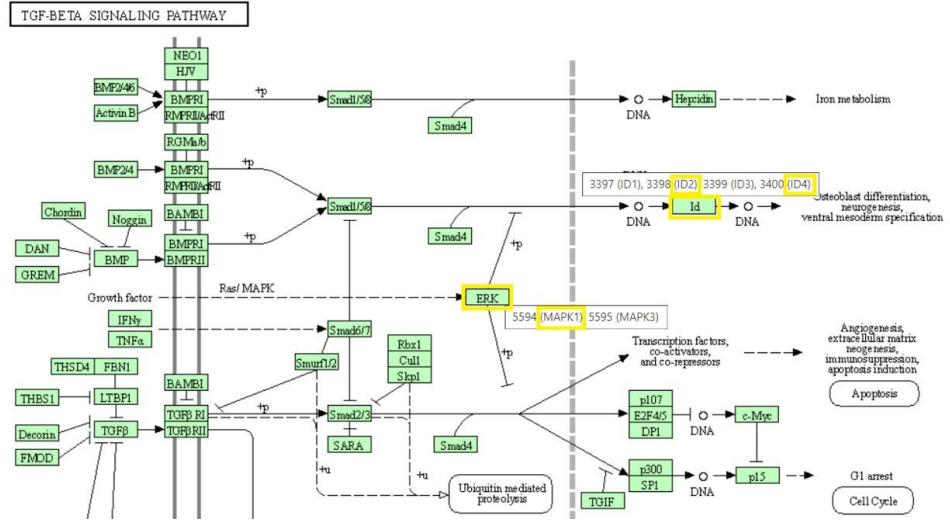 TGF-BETA SIGNALING PATHWAY
NEO1
HJV
BMP2/4/6
Activin B
BMPRI
BMPRII/ActRII
+p
Smad1/5/8
Smad4
DNA
Hepcidin
Iron metabolism
RGMa/b
BMP2/4
BMPRI
BMPRII/ActRII
+p
3397 (ID1), 3398 (ID2) 3399 (ID3), 3400 (ID4)
Chordin
Noggin
BAMBI
Smad1/5/8
Smad4
DNA
Id
DNA
Osteoblast differentiation,
neurogenesis,
ventral mesoderm specification
DAN
GREM
BMP
BMPRI
BMPRII
+p
+p
Growth factor
Ras/ MAPK
ERK
5594 (MAPK1) 5595 (MAPK3)
IFNγ
TNFα
Smad6/7
Smurf1/2
Rbx1
Cul1
Skp1
+p
Transcription factors,
co-activators,
and co-repressors
Angiogenesis,
extracellular matrix
neogenesis,
immunosuppression,
apoptosis induction
Apoptosis
THSD4
FBN1
THBS1
LTBP1
BAMBI
Decorin
FMOD
TGFβ
TGFβ RI
TGFβ RII
+p
Smad2/3
SARA
Smad4
p107
E2F4/5
DP1
DNA
c-Myc
+u
+u
Ubiquitin mediated
proteolysis
TGIF
p300
SP1
DNA
p15
G1 arrest
Cell Cycle